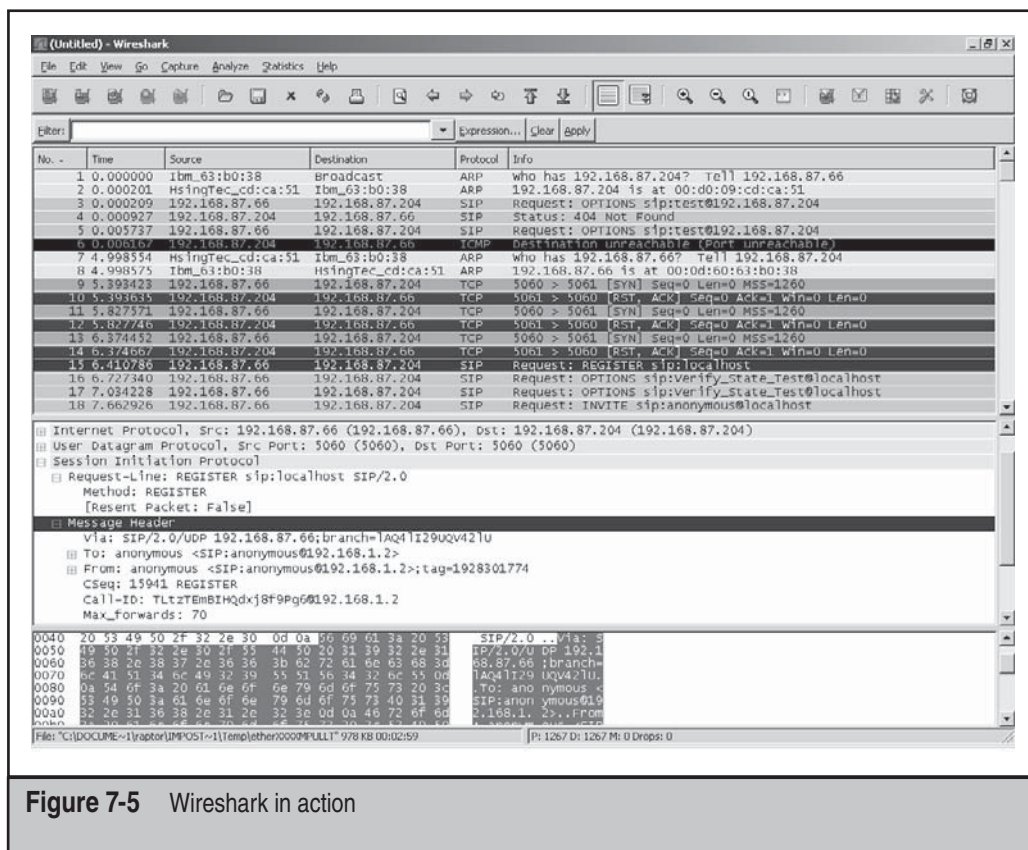 (Untitled) - Wireshark
File Edit View Go Capture Analyze Statistics Help
Filter: Expression... Clear Apply
No. - Time Source Destination Protocol Info
1 0.000000 Ibm_63:b0:38 Broadcast ARP Who has 192.168.87.204? Tell 192.168.87.66
2 0.000201 HsingTec_cd:ca:51 Ibm_63:b0:38 ARP 192.168.87.204 is at 00:d0:09:cd:ca:51
3 0.000209 192.168.87.66 192.168.87.204 SIP Request: OPTIONS sip:test@192.168.87.204
4 0.000927 192.168.87.204 192.168.87.66 SIP Status: 404 Not Found
5 0.005737 192.168.87.66 192.168.87.204 SIP Request: OPTIONS sip:test@192.168.87.204
6 0.006167 192.168.87.204 192.168.87.66 ICMP Destination unreachable (Port unreachable)
7 4.998554 HsingTec_cd:ca:51 Ibm_63:b0:38 ARP Who has 192.168.87.66? Tell 192.168.87.204
8 4.998575 Ibm_63:b0:38 HsingTec_cd:ca:51 ARP 192.168.87.66 is at 00:0d:60:63:b0:38
9 5.393423 192.168.87.66 192.168.87.204 TCP 5060 > 5061 [SYN] Seq=0 Len=0 MSS=1260
10 5.393635 192.168.87.204 192.168.87.66 TCP 5061 > 5060 [RST, ACK] Seq=0 Ack=1 Win=0 Len=0
11 5.827571 192.168.87.66 192.168.87.204 TCP 5060 > 5061 [SYN] Seq=0 Len=0 MSS=1260
12 5.827746 192.168.87.204 192.168.87.66 TCP 5061 > 5060 [RST, ACK] Seq=0 Ack=1 Win=0 Len=0
13 6.374452 192.168.87.66 192.168.87.204 TCP 5060 > 5061 [SYN] Seq=0 Len=0 MSS=1260
14 6.374667 192.168.87.204 192.168.87.66 TCP 5061 > 5060 [RST, ACK] Seq=0 Ack=1 Win=0 Len=0
15 6.410786 192.168.87.66 192.168.87.204 SIP Request: REGISTER sip:localhost
16 6.727340 192.168.87.66 192.168.87.204 SIP Request: OPTIONS sip:Verify_State_Test@localhost
17 7.034228 192.168.87.66 192.168.87.204 SIP Request: OPTIONS sip:Verify_State_Test@localhost
18 7.662926 192.168.87.66 192.168.87.204 SIP Request: INVITE sip:anonymous@localhost
Internet Protocol, Src: 192.168.87.66 (192.168.87.66), Dst: 192.168.87.204 (192.168.87.204)
User Datagram Protocol, Src Port: 5060 (5060), Dst Port: 5060 (5060)
Session Initiation Protocol
Request-Line: REGISTER sip:localhost SIP/2.0
Method: REGISTER
[Resent Packet: False]
Message Header
Via: SIP/2.0/UDP 192.168.87.66;branch=lAQ4lI29UQV42lU
To: anonymous <SIP:anonymous@192.168.1.2>
From: anonymous <SIP:anonymous@192.168.1.2>;tag=1928301774
CSeq: 15941 REGISTER
Call-ID: TLtzTEmBIHQdxj8f9Pg6@192.168.1.2
Max_forwards: 70
0040 20 53 49 50 2f 32 2e 30 0d 0a 56 69 61 3a 20 53 SIP/2.0 ..Via: S
0050 49 50 2f 32 2e 30 2f 55 44 50 20 31 39 32 2e 31 IP/2.0/U DP 192.1
0060 36 38 2e 38 37 2e 36 36 3b 62 72 61 6e 63 68 3d 68.87.66 ;branch=
0070 6c 41 51 34 6c 49 32 39 55 51 56 34 32 6c 55 0d lAQ4lI29 UQV42lU.
0080 0a 54 6f 3a 20 61 6e 6f 6e 79 6d 6f 75 73 20 3c .To: ano nymous <
0090 53 49 50 3a 61 6e 6f 6e 79 6d 6f 75 73 40 31 39 SIP:anon ymous@19
00a0 32 2e 31 36 38 2e 31 2e 32 3e 0d 0a 46 72 6f 6d 2.168.1. 2>..From
File: "C:\DOCUME~1\raptor\IMPOST~1\Temp\etherXXXXMPULLT" 978 KB 00:02:59 P: 1267 D: 1267 M: 0 Drops: 0
Figure 7-5 Wireshark in action